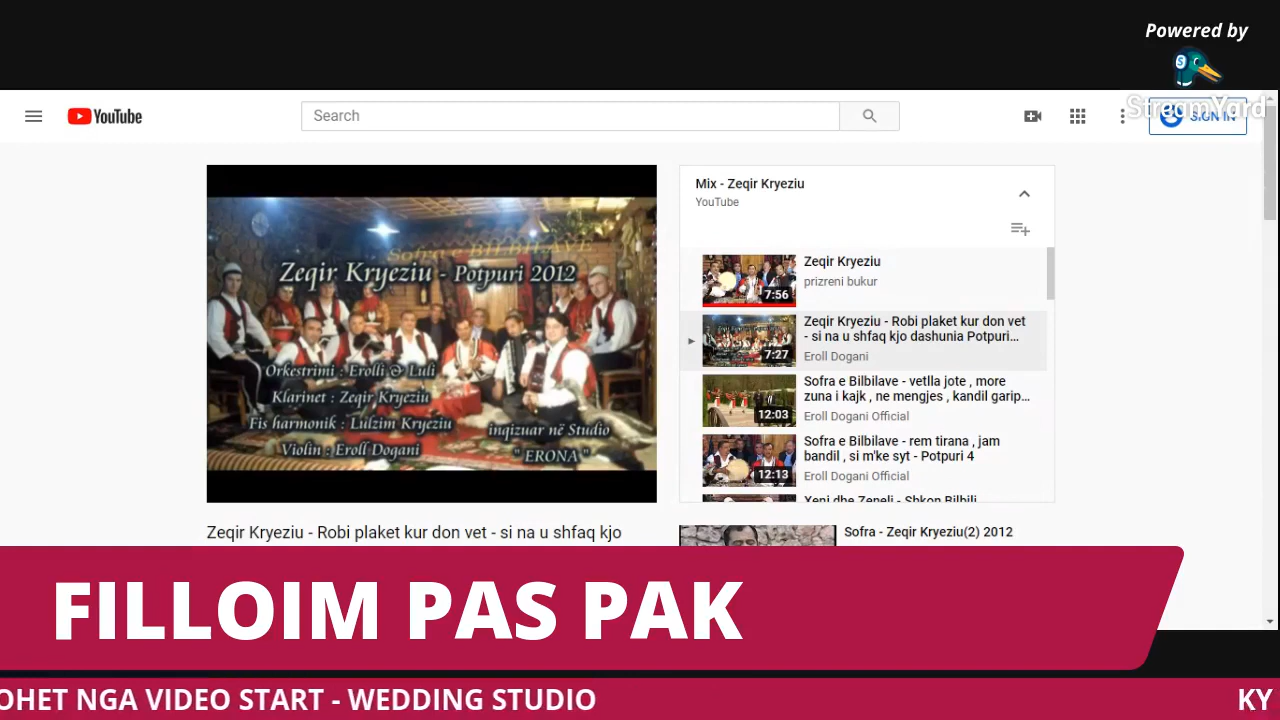 Powered by
StreamYard
YouTube
Search
SIGN IN
Sofra e BILBILAVE
Zeqir Kryeziu - Potpuri 2012
Orkestrimi : Erolli & Luli
Klarinet : Zeqir Kryeziu
Fis harmonik : Lulzim Kryeziu
Violin : Eroll Dogani
inqizuar në Studio
" ERONA "
Mix - Zeqir Kryeziu
YouTube
7:56
Zeqir Kryeziu
prizreni bukur
7:27
Zeqir Kryeziu - Robi plaket kur don vet
- si na u shfaq kjo dashunia Potpuri...
Eroll Dogani
12:03
Sofra e Bilbilave - vetlla jote , more
zuna i kajk , ne mengjes , kandil garip...
Eroll Dogani Official
12:13
Sofra e Bilbilave - rem tirana , jam
bandil , si m'ke syt - Potpuri 4
Eroll Dogani Official
Xeni dhe Zeneli - Shkon Bilbili
Zeqir Kryeziu - Robi plaket kur don vet - si na u shfaq kjo
Sofra - Zeqir Kryeziu(2) 2012
FILLOIM PAS PAK
OHET NGA VIDEO START - WEDDING STUDIO
KY